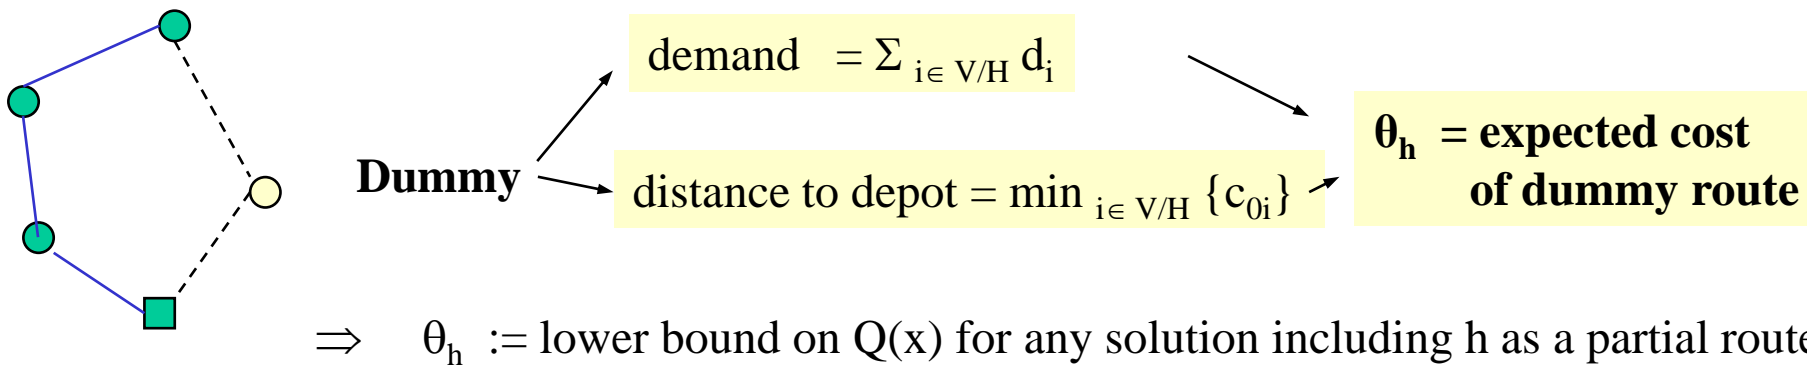 demand = Σ i∈ V/H di
Dummy
distance to depot = min i∈ V/H {c0i}
θh = expected cost
of dummy route
⇒ θh := lower bound on Q(x) for any solution including h as a partial route